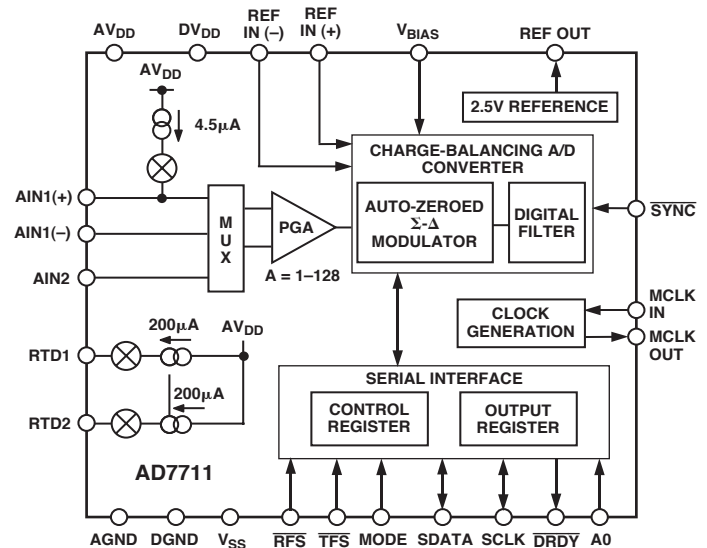 AVDD
DVDD
REF
IN (–)
REF
IN (+)
VBIAS
REF OUT
AVDD
4.5µA
2.5V REFERENCE
CHARGE-BALANCING A/D
CONVERTER
AUTO-ZEROED
Σ-Δ
MODULATOR
DIGITAL
FILTER
AIN1(+)
AIN1(–)
AIN2
M
U
X
PGA
A = 1–128
SYNC
MCLK
IN
MCLK
OUT
CLOCK
GENERATION
200µA
AVDD
RTD1
200µA
RTD2
SERIAL INTERFACE
CONTROL
REGISTER
OUTPUT
REGISTER
AD7711
AGND
DGND
VSS
RFS
TFS
MODE
SDATA
SCLK
DRDY
A0